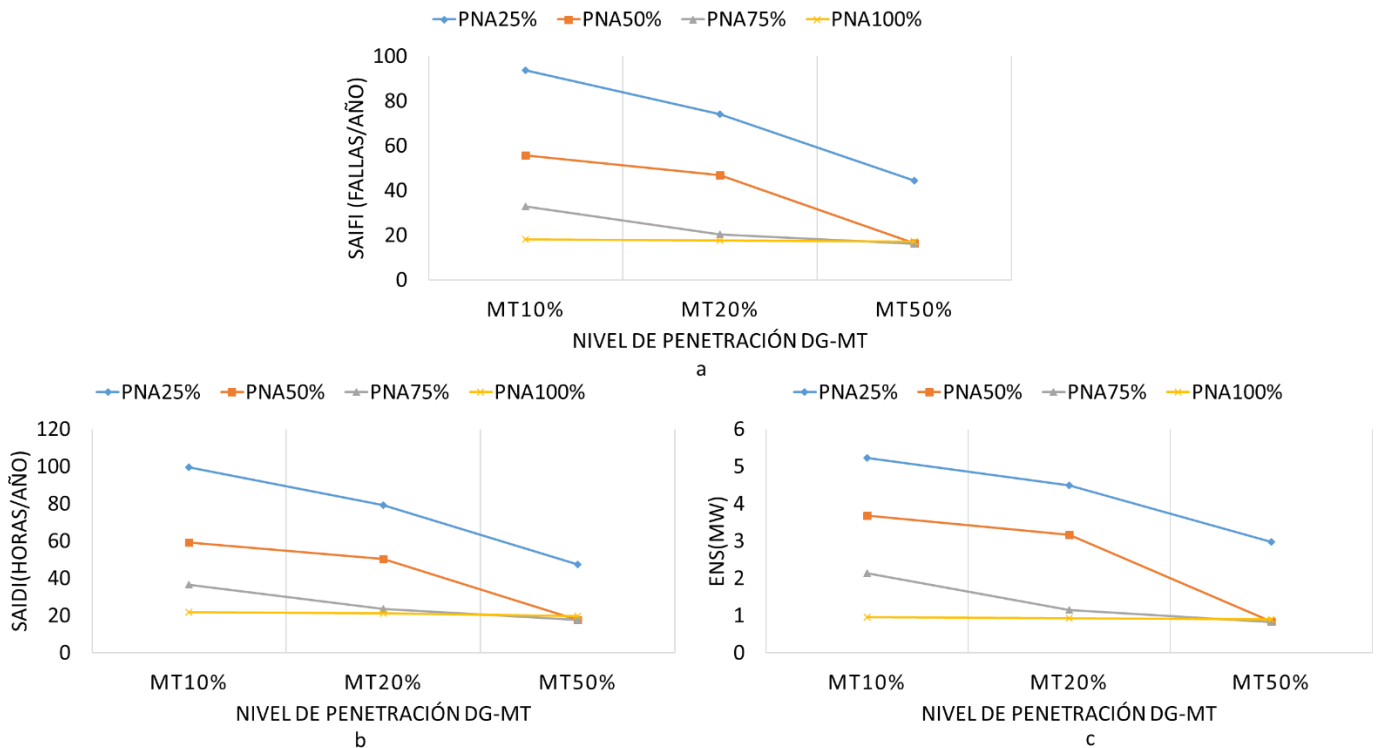 PNA25% PNA50% PNA75% PNA100%
SAIFI (FALLAS/AÑO)
100
80
60
40
20
0
MT10% MT20% MT50%
NIVEL DE PENETRACIÓN DG-MT
a
PNA25% PNA50% PNA75% PNA100%
SAIDI(HORAS/AÑO)
120
100
80
60
40
20
0
MT10% MT20% MT50%
NIVEL DE PENETRACIÓN DG-MT
b
PNA25% PNA50% PNA75% PNA100%
ENS(MW)
6
5
4
3
2
1
0
MT10% MT20% MT50%
NIVEL DE PENETRACIÓN DG-MT
c